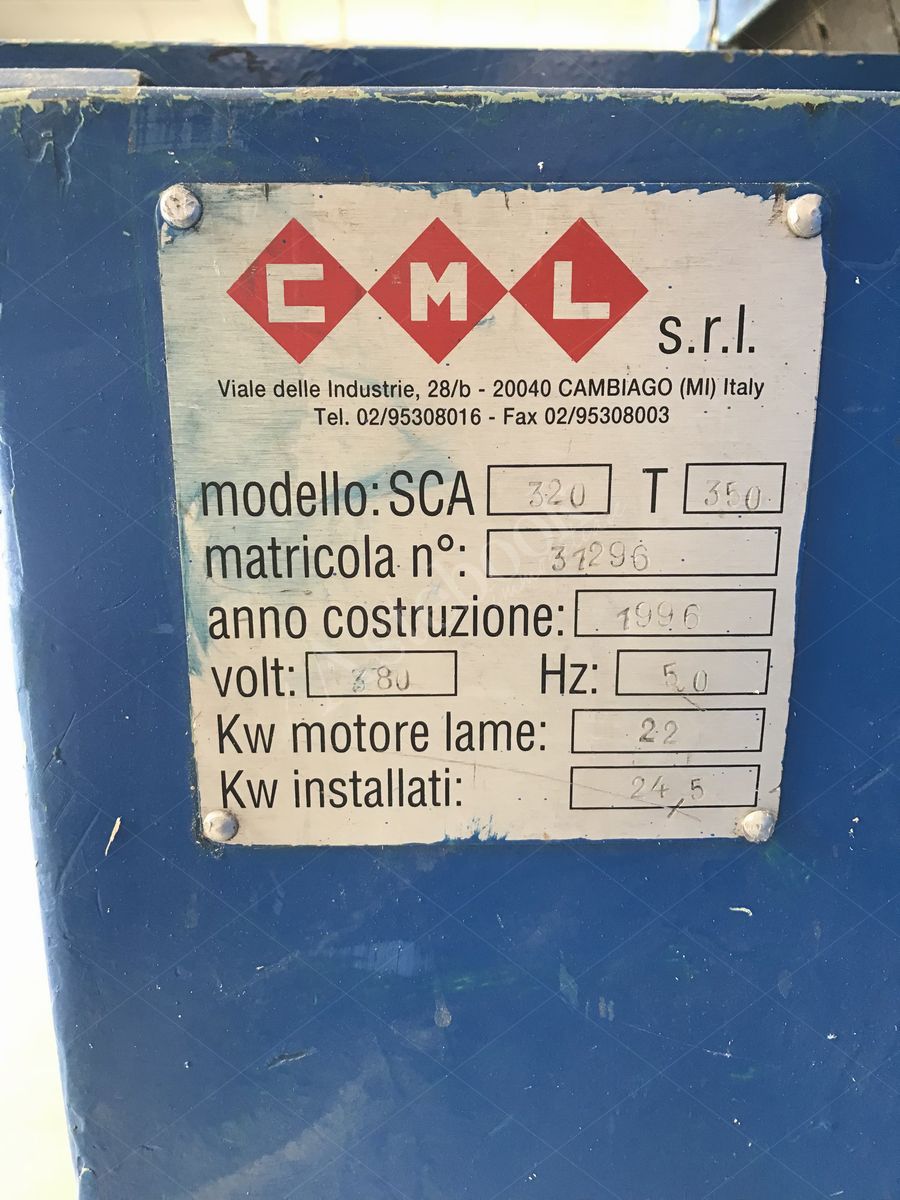 CML s.r.l.
Viale delle Industrie, 28/b - 20040 CAMBIAGO (MI) Italy
Tel. 02/95308016 - Fax 02/95308003
modello: SCA 320 T 350
matricola n°: 31296
anno costruzione: 1996
volt: 380 Hz: 50
Kw motore lame: 22
Kw installati: 24,5